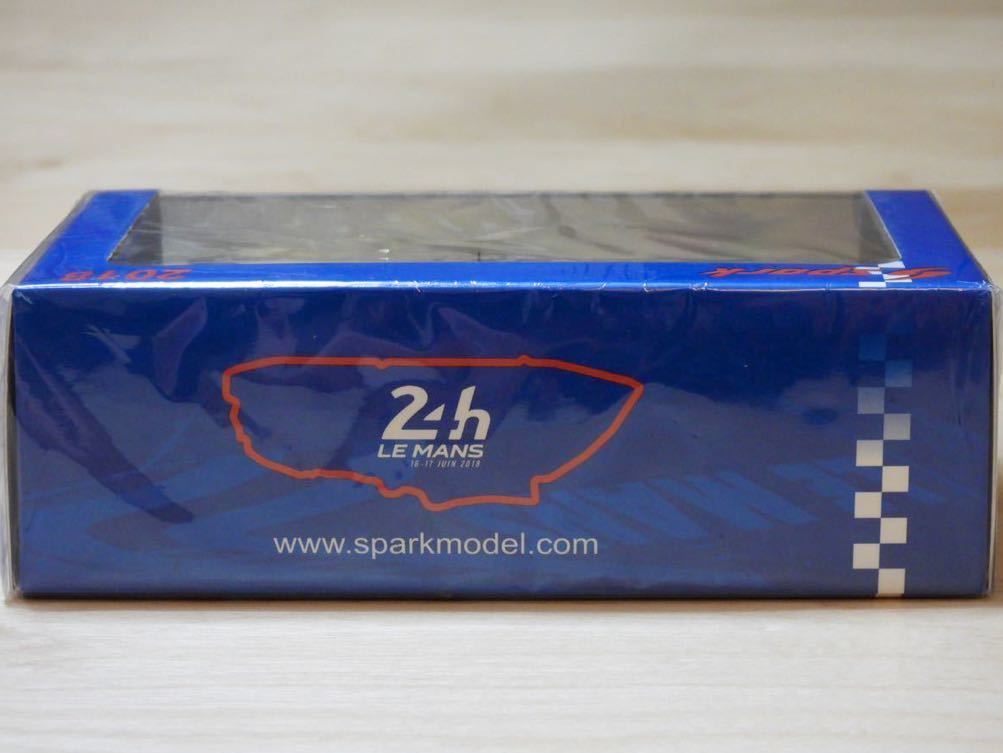 2018
spark
24h
LE MANS
16-17 JUIN 2018
www.sparkmodel.com